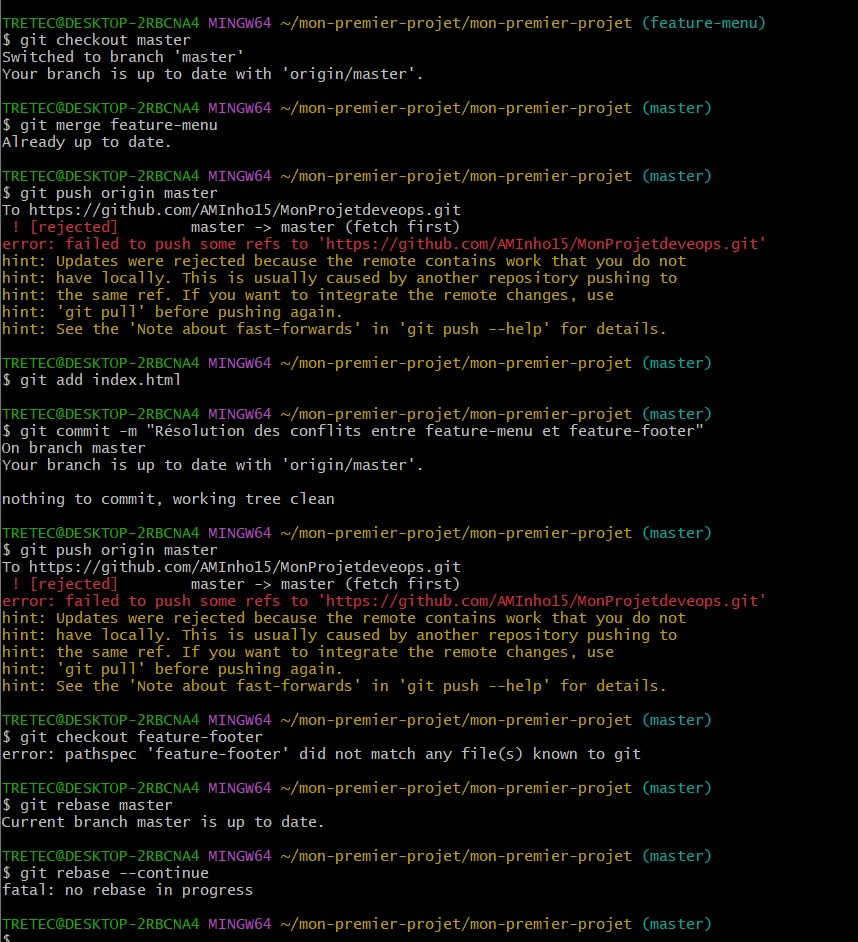 TRETEC@DESKTOP-2RBCNA4 MINGW64 ~/mon-premier-projet/mon-premier-projet (feature-menu)
$ git checkout master
Switched to branch 'master'
Your branch is up to date with 'origin/master'.

TRETEC@DESKTOP-2RBCNA4 MINGW64 ~/mon-premier-projet/mon-premier-projet (master)
$ git merge feature-menu
Already up to date.

TRETEC@DESKTOP-2RBCNA4 MINGW64 ~/mon-premier-projet/mon-premier-projet (master)
$ git push origin master
To https://github.com/AMInho15/MonProjetdeveops.git
 ! [rejected]        master -> master (fetch first)
error: failed to push some refs to 'https://github.com/AMInho15/MonProjetdeveops.git'
hint: Updates were rejected because the remote contains work that you do not
hint: have locally. This is usually caused by another repository pushing to
hint: the same ref. If you want to integrate the remote changes, use
hint: 'git pull' before pushing again.
hint: See the 'Note about fast-forwards' in 'git push --help' for details.

TRETEC@DESKTOP-2RBCNA4 MINGW64 ~/mon-premier-projet/mon-premier-projet (master)
$ git add index.html

TRETEC@DESKTOP-2RBCNA4 MINGW64 ~/mon-premier-projet/mon-premier-projet (master)
$ git commit -m "Résolution des conflits entre feature-menu et feature-footer"
On branch master
Your branch is up to date with 'origin/master'.

nothing to commit, working tree clean

TRETEC@DESKTOP-2RBCNA4 MINGW64 ~/mon-premier-projet/mon-premier-projet (master)
$ git push origin master
To https://github.com/AMInho15/MonProjetdeveops.git
 ! [rejected]        master -> master (fetch first)
error: failed to push some refs to 'https://github.com/AMInho15/MonProjetdeveops.git'
hint: Updates were rejected because the remote contains work that you do not
hint: have locally. This is usually caused by another repository pushing to
hint: the same ref. If you want to integrate the remote changes, use
hint: 'git pull' before pushing again.
hint: See the 'Note about fast-forwards' in 'git push --help' for details.

TRETEC@DESKTOP-2RBCNA4 MINGW64 ~/mon-premier-projet/mon-premier-projet (master)
$ git checkout feature-footer
error: pathspec 'feature-footer' did not match any file(s) known to git

TRETEC@DESKTOP-2RBCNA4 MINGW64 ~/mon-premier-projet/mon-premier-projet (master)
$ git rebase master
Current branch master is up to date.

TRETEC@DESKTOP-2RBCNA4 MINGW64 ~/mon-premier-projet/mon-premier-projet (master)
$ git rebase --continue
fatal: no rebase in progress

TRETEC@DESKTOP-2RBCNA4 MINGW64 ~/mon-premier-projet/mon-premier-projet (master)
$